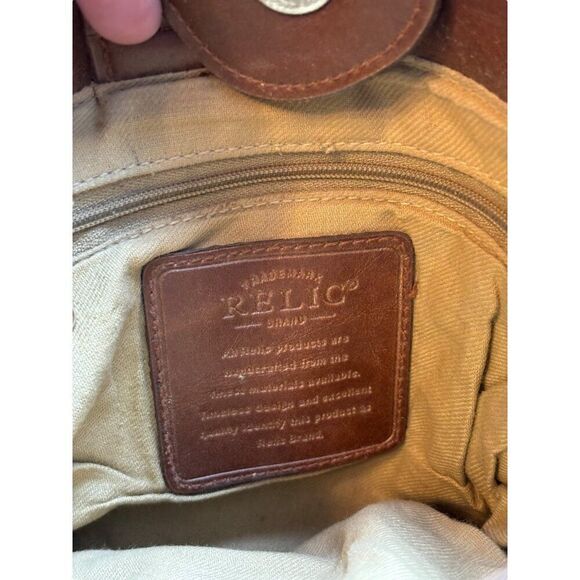 TRADEMARK
RELIC®
BRAND
All Relic products are
handcrafted from the
finest materials available.
Timeless design and excellent
quality identify this product as
Relic Brand.